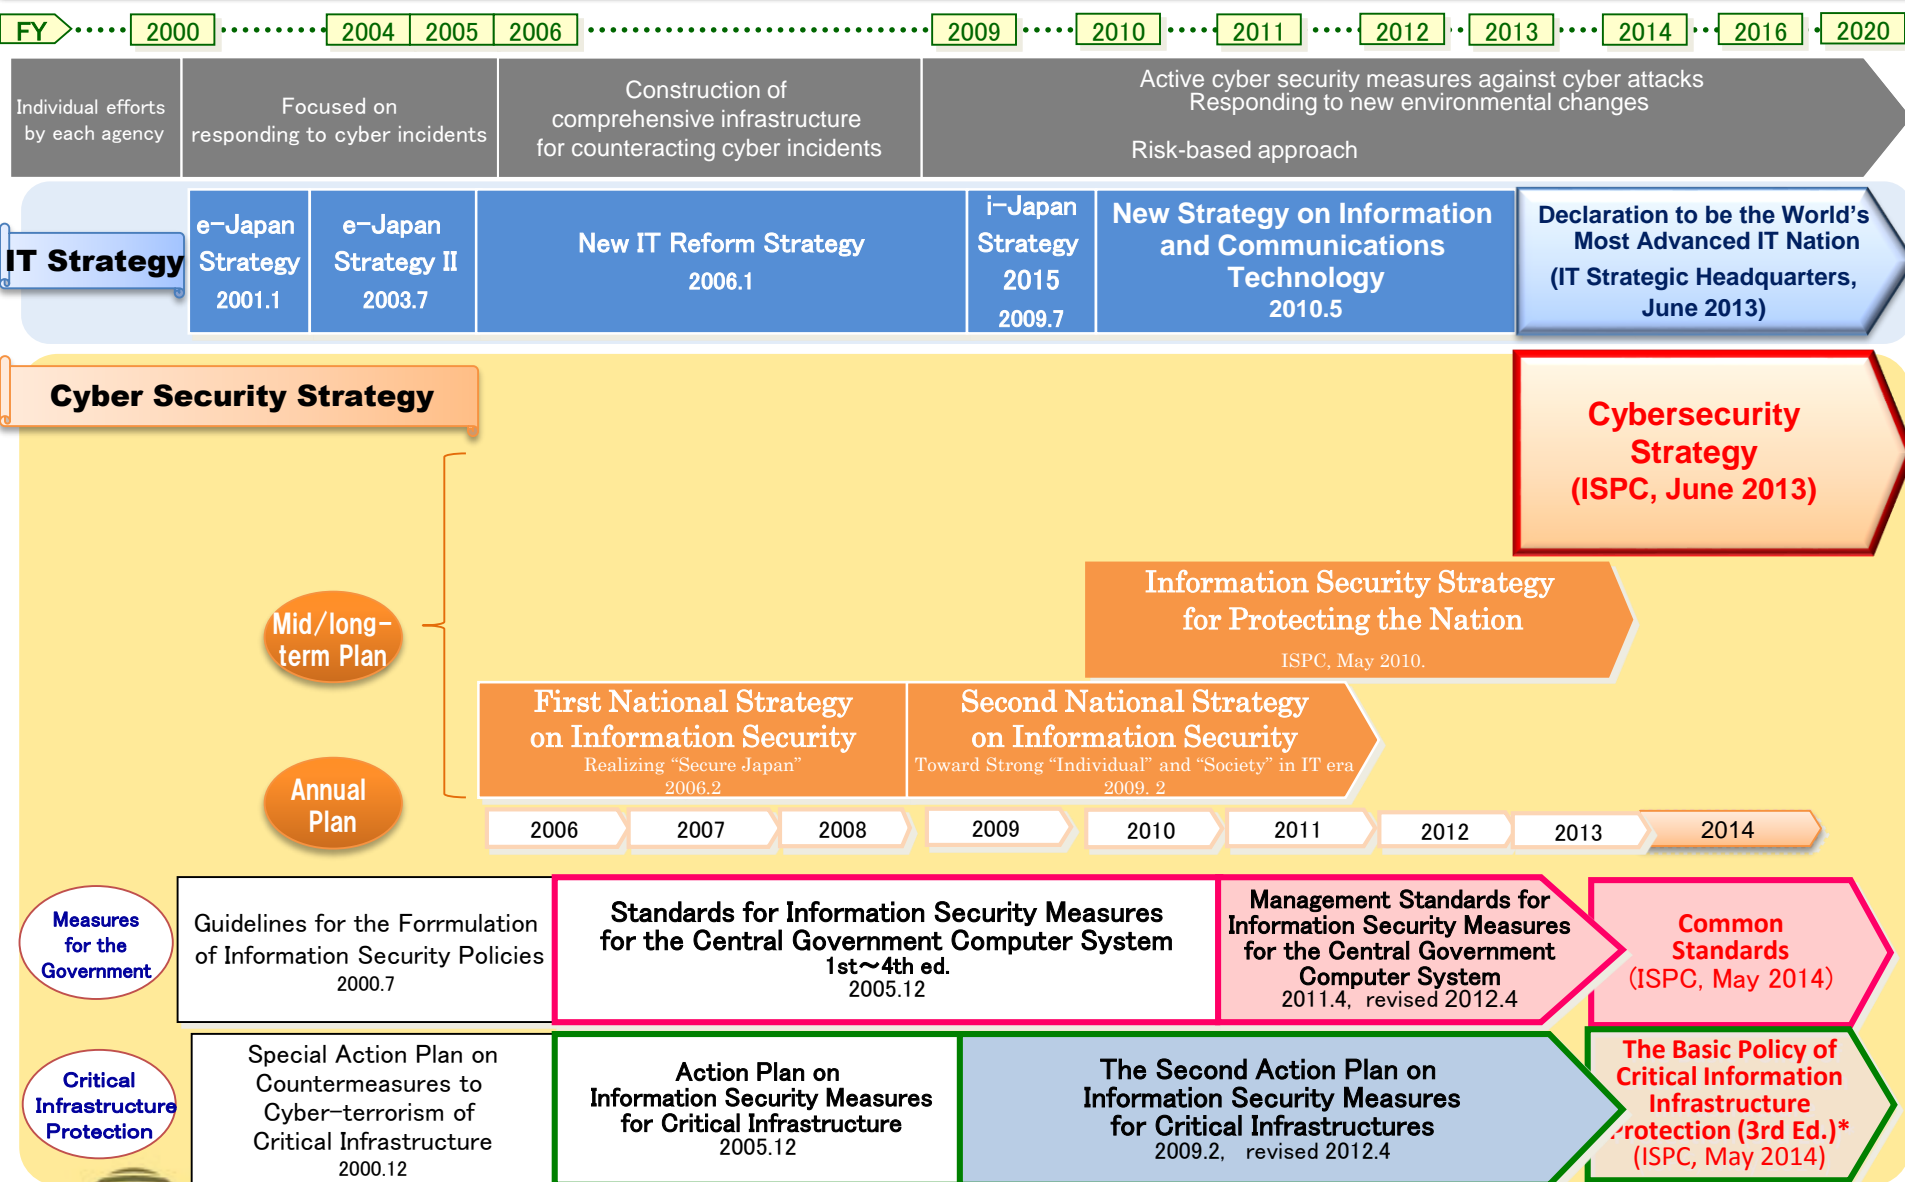 FY
2000
2004
2005
2006
2009
2010
2011
2012
2013
2014
2016
2020
Individual efforts
by each agency
Focused on
responding to cyber incidents
Construction of
comprehensive infrastructure
for counteracting cyber incidents
Active cyber security measures against cyber attacks
Responding to new environmental changes
Risk-based approach
IT Strategy
e-Japan
Strategy
2001.1
e-Japan
Strategy II
2003.7
New IT Reform Strategy
2006.1
i-Japan
Strategy
2015
2009.7
New Strategy on Information
and Communications
Technology
2010.5
Declaration to be the World's
Most Advanced IT Nation
(IT Strategic Headquarters,
June 2013)
Cyber Security Strategy
Cybersecurity
Strategy
(ISPC, June 2013)
Mid/long-
term Plan
Information Security Strategy
for Protecting the Nation
ISPC, May 2010.
First National Strategy
on Information Security
Realizing “Secure Japan”
2006.2
Second National Strategy
on Information Security
Toward Strong “Individual” and “Society” in IT era
2009. 2
Annual
Plan
2006
2007
2008
2009
2010
2011
2012
2013
2014
Measures
for the
Government
Guidelines for the Forrmulation
of Information Security Policies
2000.7
Standards for Information Security Measures
for the Central Government Computer System
1st～4th ed.
2005.12
Management Standards for
Information Security Measures
for the Central Government
Computer System
2011.4, revised 2012.4
Common
Standards
(ISPC, May 2014)
Critical
Infrastructure
Protection
Special Action Plan on
Countermeasures to
Cyber-terrorism of
Critical Infrastructure
2000.12
Action Plan on
Information Security Measures
for Critical Infrastructure
2005.12
The Second Action Plan on
Information Security Measures
for Critical Infrastructures
2009.2, revised 2012.4
The Basic Policy of
Critical Information
Infrastructure
Protection (3rd Ed.)*
(ISPC, May 2014)